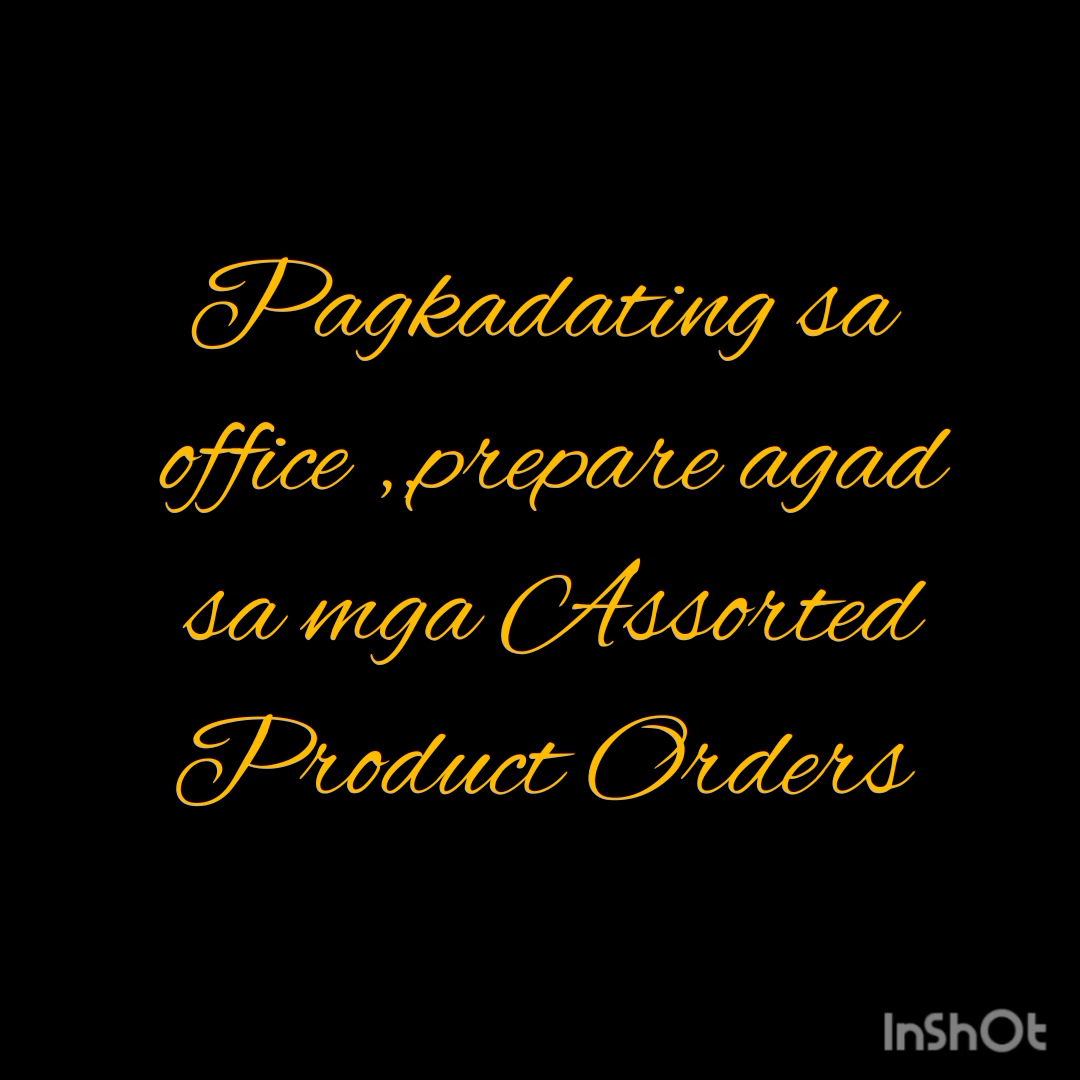 Pagkadating sa
office ,,prepare agad
sa mga Assorted
Product Orders
InShOt